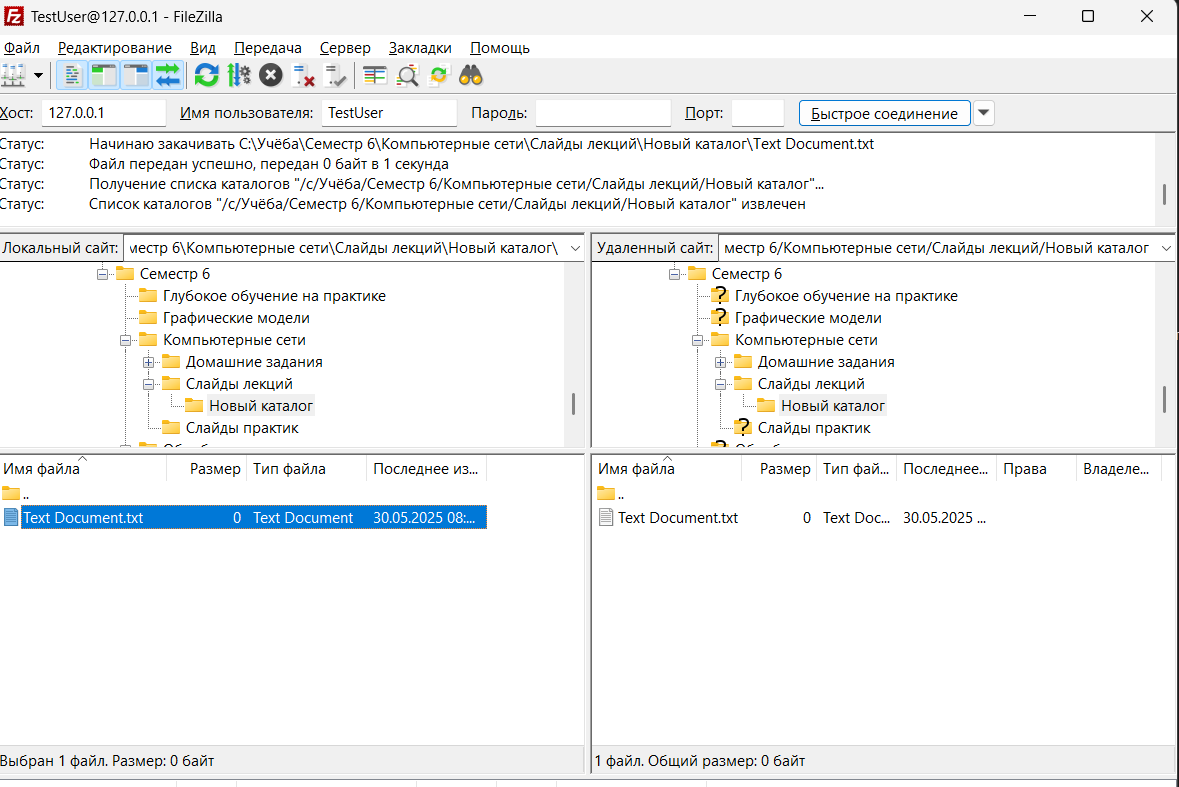 TestUser@127.0.0.1 - FileZilla
Файл Редактирование Вид Передача Сервер Закладки Помощь
Хост: 127.0.0.1 Имя пользователя: TestUser Пароль: Порт: Быстрое соединение
Статус: Начинаю закачивать C:\Учёба\Семестр 6\Компьютерные сети\Слайды лекций\Новый каталог\Text Document.txt
Статус: Файл передан успешно, передан 0 байт в 1 секунда
Статус: Получение списка каталогов "/c/Учёба/Семестр 6/Компьютерные сети/Слайды лекций/Новый каталог"...
Статус: Список каталогов "/c/Учёба/Семестр 6/Компьютерные сети/Слайды лекций/Новый каталог" извлечен
Локальный сайт: местр 6\Компьютерные сети\Слайды лекций\Новый каталог\
Семестр 6
Глубокое обучение на практике
Графические модели
Компьютерные сети
Домашние задания
Слайды лекций
Новый каталог
Слайды практик
Имя файла Размер Тип файла Последнее из...
..
Text Document.txt 0 Text Document 30.05.2025 08:...
Выбран 1 файл. Размер: 0 байт
Удаленный сайт: местр 6/Компьютерные сети/Слайды лекций/Новый каталог
Семестр 6
Глубокое обучение на практике
Графические модели
Компьютерные сети
Домашние задания
Слайды лекций
Новый каталог
Слайды практик
Имя файла Размер Тип фай... Последнее... Права Владеле...
..
Text Document.txt 0 Text Doc... 30.05.2025 ...
1 файл. Общий размер: 0 байт